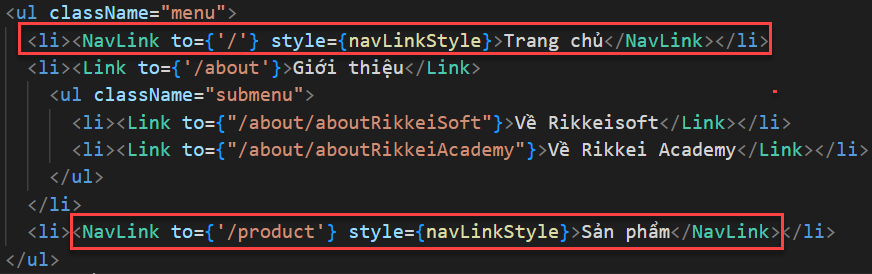 <ul className="menu">
<li><NavLink to={'/'} style={navLinkStyle}>Trang chủ</NavLink></li>
<li><Link to={'/about'}>Giới thiệu</Link>
<ul className="submenu">
<li><Link to={"/about/aboutRikkeiSoft"}>Về Rikkeisoft</Link></li>
<li><Link to={"/about/aboutRikkeiAcademy"}>Về Rikkei Academy</Link></li>
</ul>
</li>
<li><NavLink to={'/product'} style={navLinkStyle}>Sản phẩm</NavLink></li>
</ul>